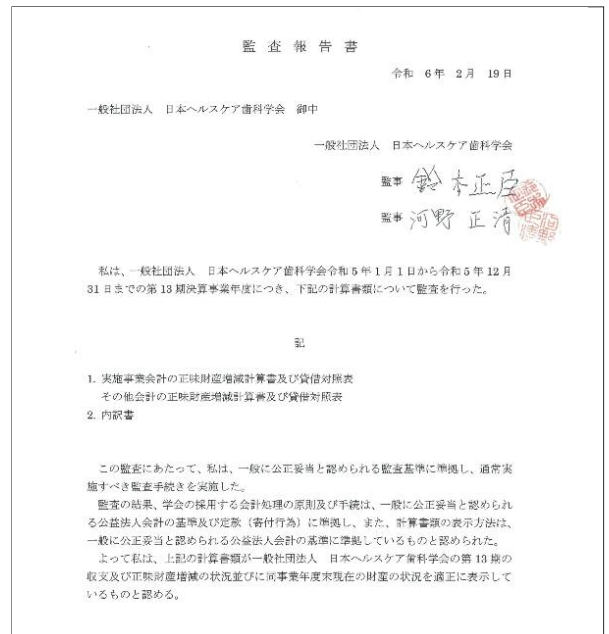 監査報告書
令和 6年 2月 19日
一般社団法人 日本ヘルスケア歯科学会 御中
一般社団法人 日本ヘルスケア歯科学会
監事 鈴木正臣
監事 河野正清
私は、一般社団法人 日本ヘルスケア歯科学会令和5年1月1日から令和5年12月
31日までの第13期決算事業年度につき、下記の計算書類について監査を行った。
記
1. 実施事業会計の正味財産増減計算書及び貸借対照表
その他会計の正味財産増減計算書及び貸借対照表
2. 内訳書
この監査にあたって、私は、一般に公正妥当と認められる監査基準に準拠し、通常実
施すべき監査手続きを実施した。
監査の結果、学会の採用する会計処理の原則及び手続は、一般に公正妥当と認められ
る公益法人会計の基準及び定款（寄付行為）に準拠し、また、計算書類の表示方法は、
一般に公正妥当と認められる公益法人会計の基準に準拠しているものと認められた。
よって私は、上記の計算書類が一般社団法人 日本ヘルスケア歯科学会の第13期の
収支及び正味財産増減の状況並びに同事業年度末現在の財産の状況を適正に表示して
いるものと認める。